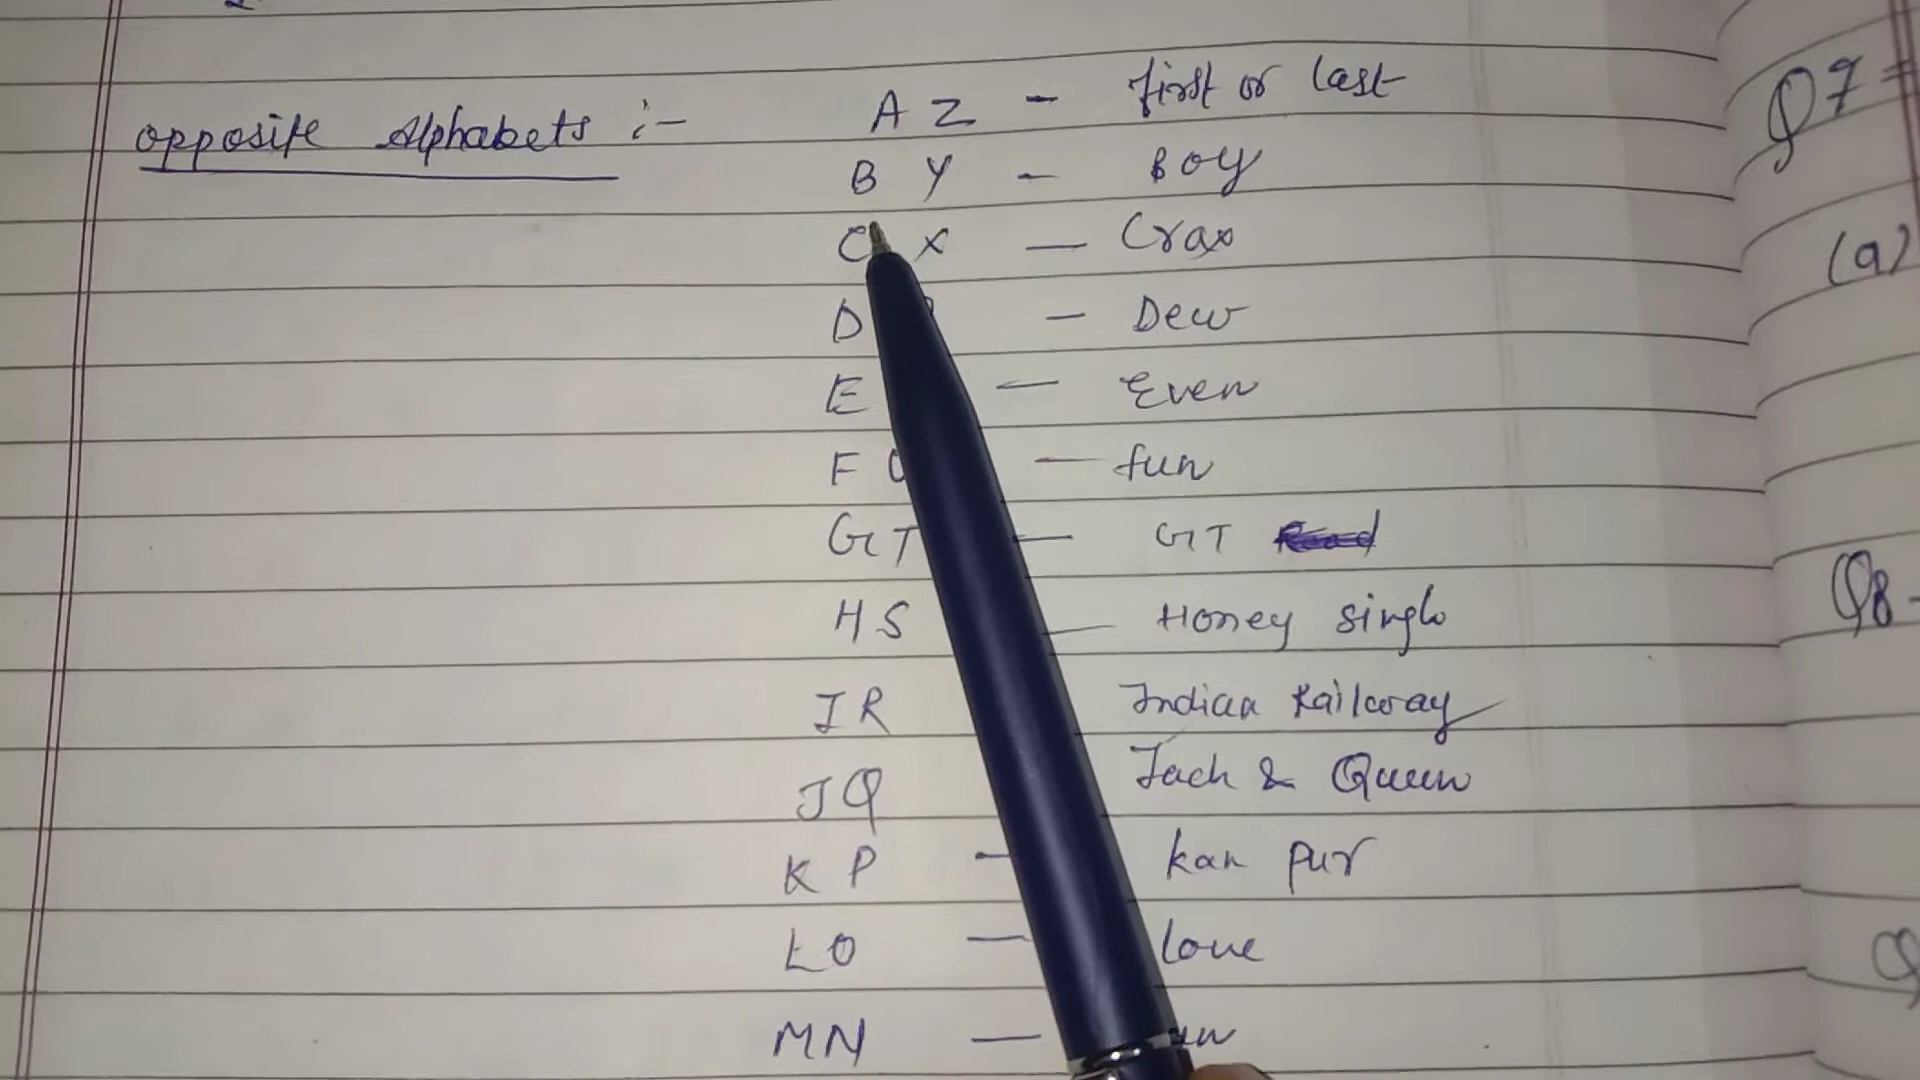 opposite Alphabets :-
A Z - first or last
B Y - Boy
C X - Crax
D - Dew
E - Even
F - fun
G T - G T
H S - Honey singh
I R Indian Railway
J Q Jack & Queen
K P - kan pur
L O - love
M N -
Q7=
(a)
Q8-